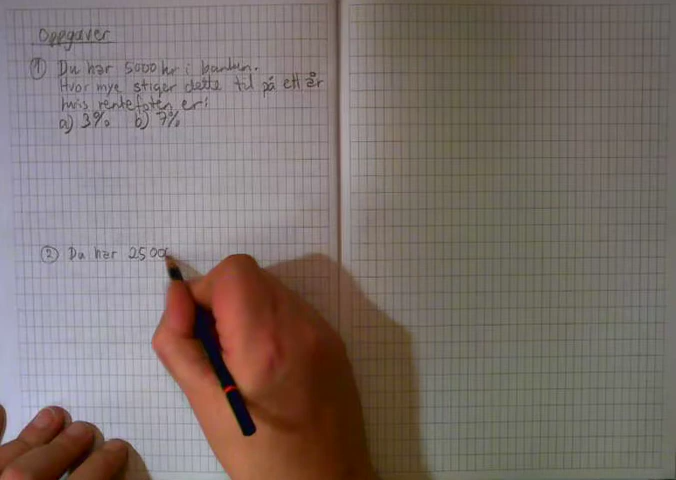 Oppgaver
① Du har 5000 kr i banken.
Hvor mye stiger dette til på ett år
hvis rentefoten er:
a) 3% b) 7%
② Du har 2500